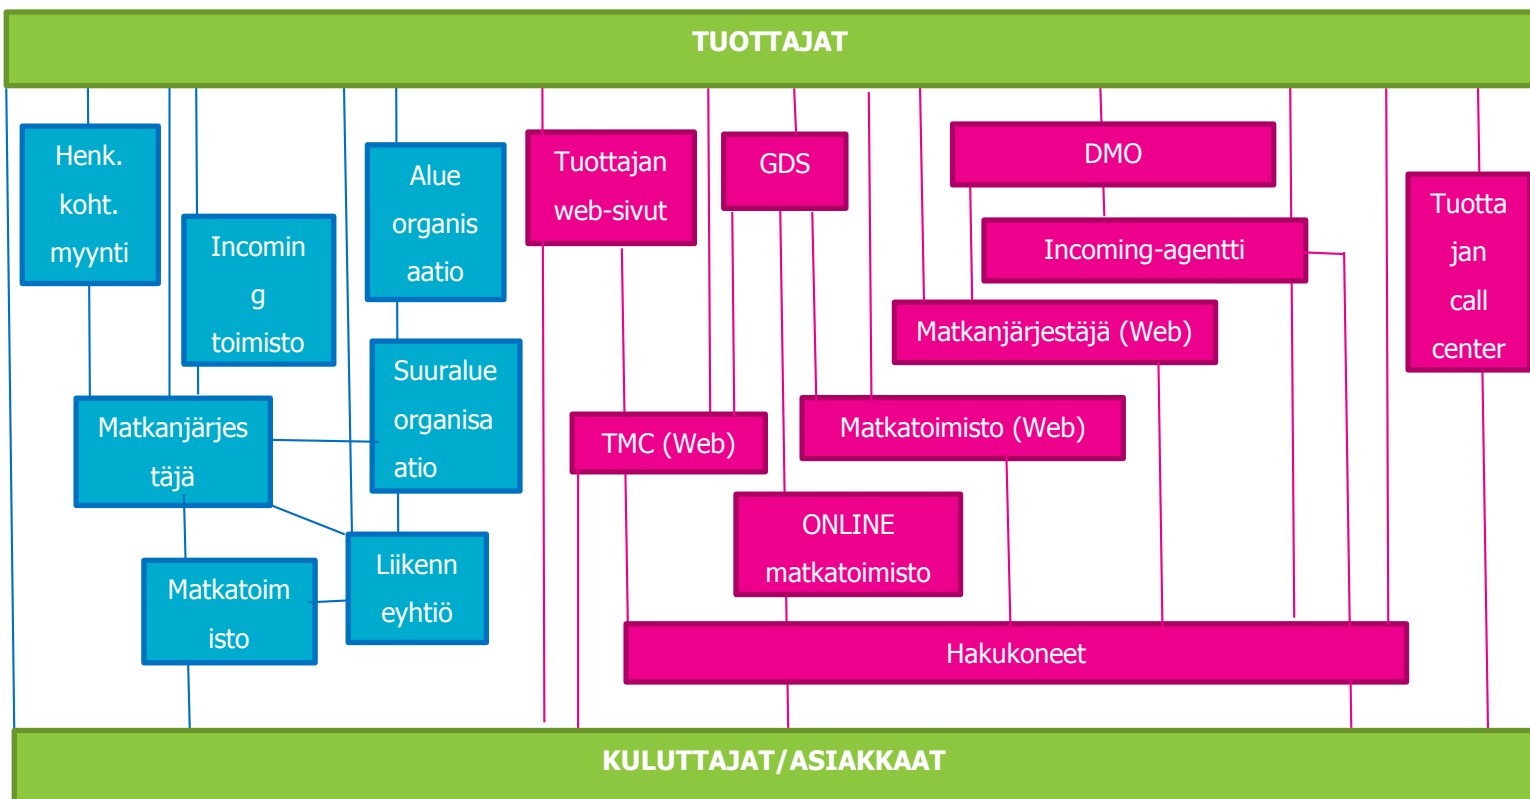 TUOTTAJAT
Henk.
koht.
myynti
Incomin
g
toimisto
Alue
organis
aatio
Suuralue
organisa
atio
Matkanjärjes
täjä
Matkatoim
isto
Liikenn
eyhtiö
Tuottajan
web-sivut
GDS
DMO
Incoming-agentti
Matkanjärjestäjä (Web)
TMC (Web)
Matkatoimisto (Web)
ONLINE
matkatoimisto
Hakukoneet
Tuotta
jan
call
center
KULUTTAJAT/ASIAKKAAT